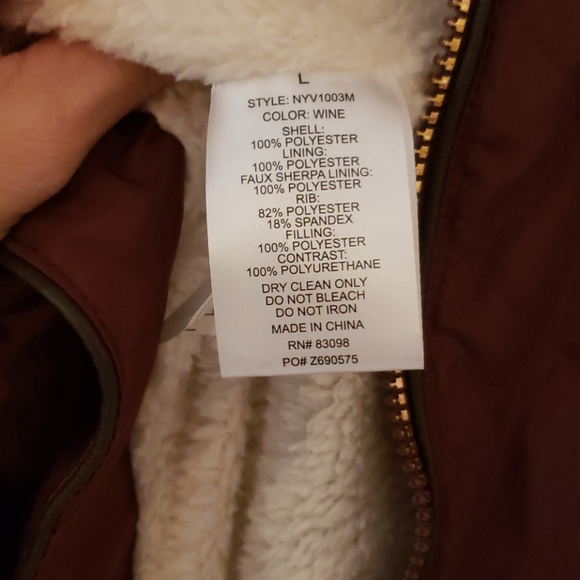 L
STYLE: NYV1003M
COLOR: WINE
SHELL:
100% POLYESTER
LINING:
100% POLYESTER
FAUX SHERPA LINING:
100% POLYESTER
RIB:
82% POLYESTER
18% SPANDEX
FILLING:
100% POLYESTER
CONTRAST:
100% POLYURETHANE
DRY CLEAN ONLY
DO NOT BLEACH
DO NOT IRON
MADE IN CHINA
RN# 83098
PO# Z690575